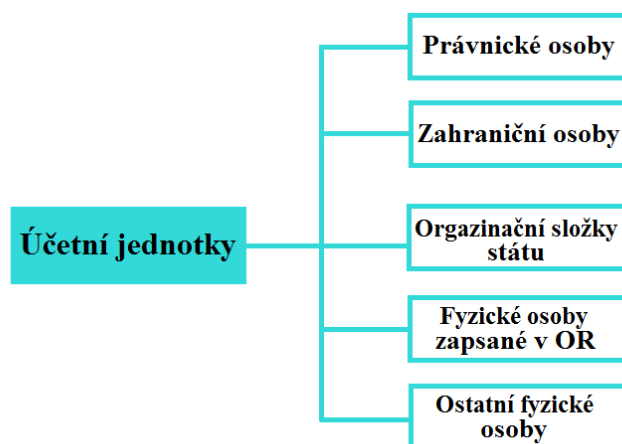 Právnické osoby
Zahraniční osoby
Účetní jednotky
Orgazinační složky
státu
Fyzické osoby
zapsané v OR
Ostatní fyzické
osoby